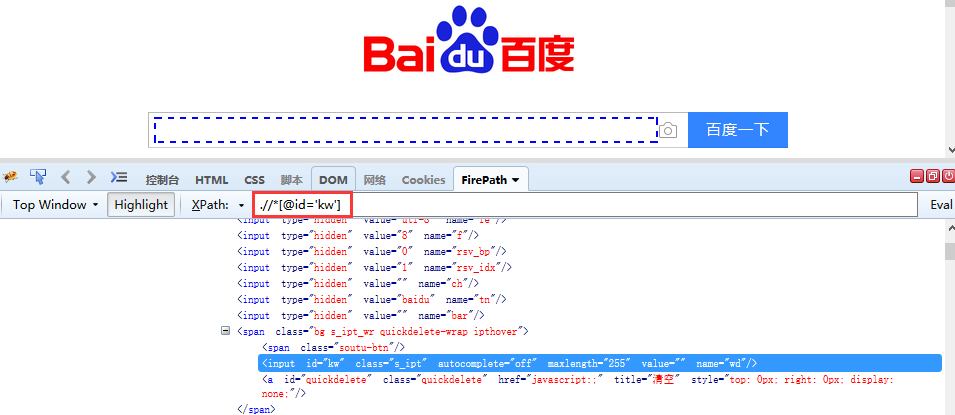 Bai du 百度
百度一下
控制台 HTML CSS 脚本 DOM 网络 Cookies FirePath
Top Window Highlight XPath: .//*[@id='kw'] Eval
<input type="hidden" value="utf-8" name="ie"/>
<input type="hidden" value="8" name="f"/>
<input type="hidden" value="0" name="rsv_bp"/>
<input type="hidden" value="1" name="rsv_idx"/>
<input type="hidden" value="" name="ch"/>
<input type="hidden" value="baidu" name="tn"/>
<input type="hidden" value="" name="bar"/>
<span class="bg s_ipt_wr quickdelete-wrap ipthover">
<span class="soutu-btn"/>
<input id="kw" class="s_ipt" autocomplete="off" maxlength="255" value="" name="wd"/>
<a id="quickdelete" class="quickdelete" href="javascript:;" title="清空" style="top: 0px; right: 0px; display:
none;"/>
</span>